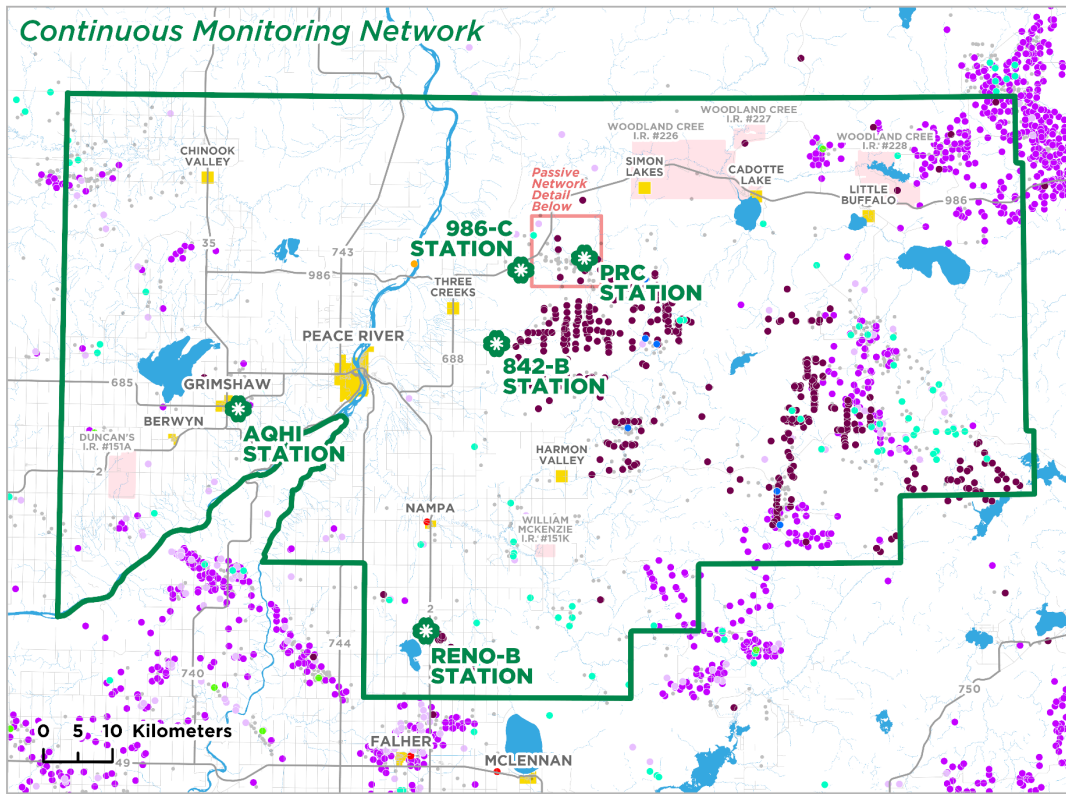 Continuous Monitoring Network
WOODLAND CREE
I.R. #227
WOODLAND CREE
I.R. #226
WOODLAND CREE
I.R. #228
CHINOOK
VALLEY
SIMON
LAKES
CADOTTE
LAKE
Passive
Network
Detail
Below
LITTLE
BUFFALO
986
986-C
STATION
35
743
986
PRC
STATION
THREE
CREEKS
PEACE RIVER
688
842-B
STATION
685
GRIMSHAW
BERWYN
AQHI
STATION
DUNCAN'S
I.R. #151A
2
HARMON
VALLEY
NAMPA
WILLIAM
MCKENZIE
I.R. #151K
2
744
RENO-B
STATION
740
750
0 5 10 Kilometers
49
FALHER
MCLENNAN